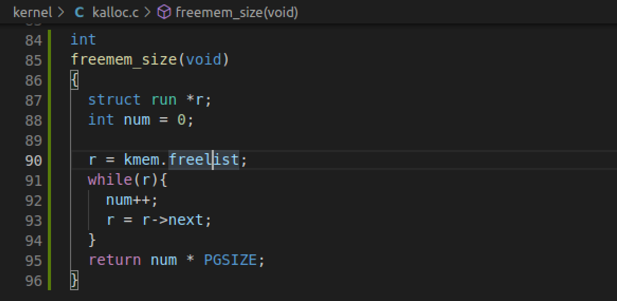 kernel > C kalloc.c > freemem_size(void)
84 int
85 freemem_size(void)
86 {
87   struct run *r;
88   int num = 0;
89
90   r = kmem.freelist;
91   while(r){
92     num++;
93     r = r->next;
94   }
95   return num * PGSIZE;
96 }